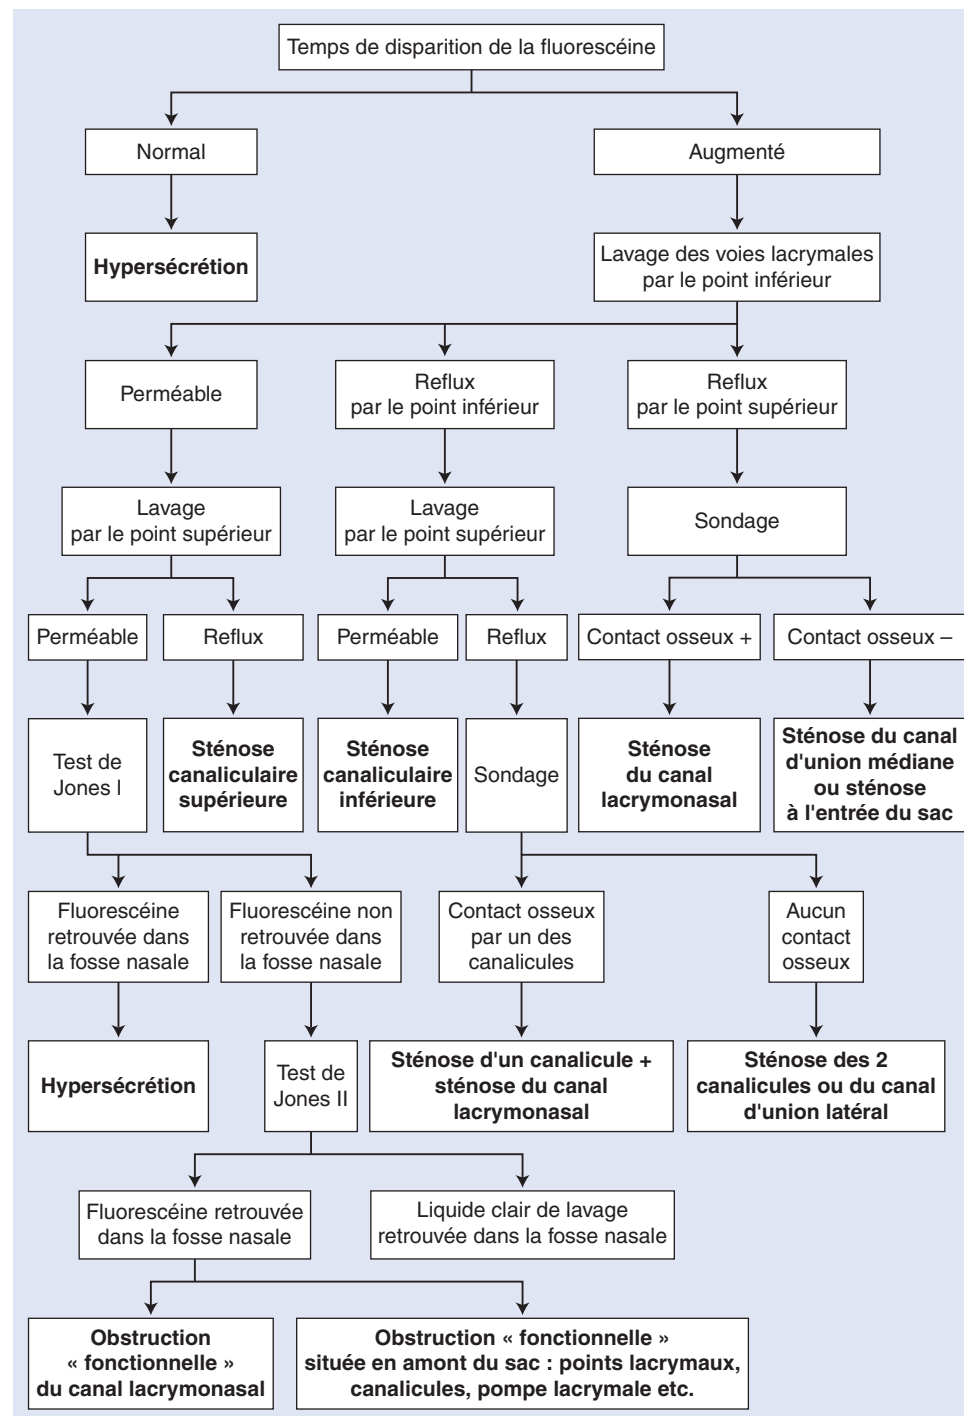 Temps de disparition de la fluorescéine
Normal
Augmenté
Hypersécrétion
Lavage des voies lacrymales
par le point inférieur
Perméable
Reflux
par le point inférieur
Reflux
par le point supérieur
Lavage
par le point supérieur
Lavage
par le point supérieur
Sondage
Perméable
Reflux
Perméable
Reflux
Contact osseux +
Contact osseux –
Test de
Jones I
Sténose
canaliculaire
supérieure
Sténose
canaliculaire
inférieure
Sondage
Sténose
du canal
lacrymonasal
Sténose du canal
d'union médiane
ou sténose
à l'entrée du sac
Fluorescéine
retrouvée dans
la fosse nasale
Fluorescéine non
retrouvée dans
la fosse nasale
Contact osseux
par un des
canalicules
Aucun
contact
osseux
Hypersécrétion
Test de
Jones II
Sténose d'un canalicule +
sténose du canal
lacrymonasal
Sténose des 2
canalicules ou du canal
d'union latéral
Fluorescéine retrouvée
dans la fosse nasale
Liquide clair de lavage
retrouvée dans la fosse nasale
Obstruction
« fonctionnelle »
du canal lacrymonasal
Obstruction « fonctionnelle »
située en amont du sac : points lacrymaux,
canalicules, pompe lacrymale etc.